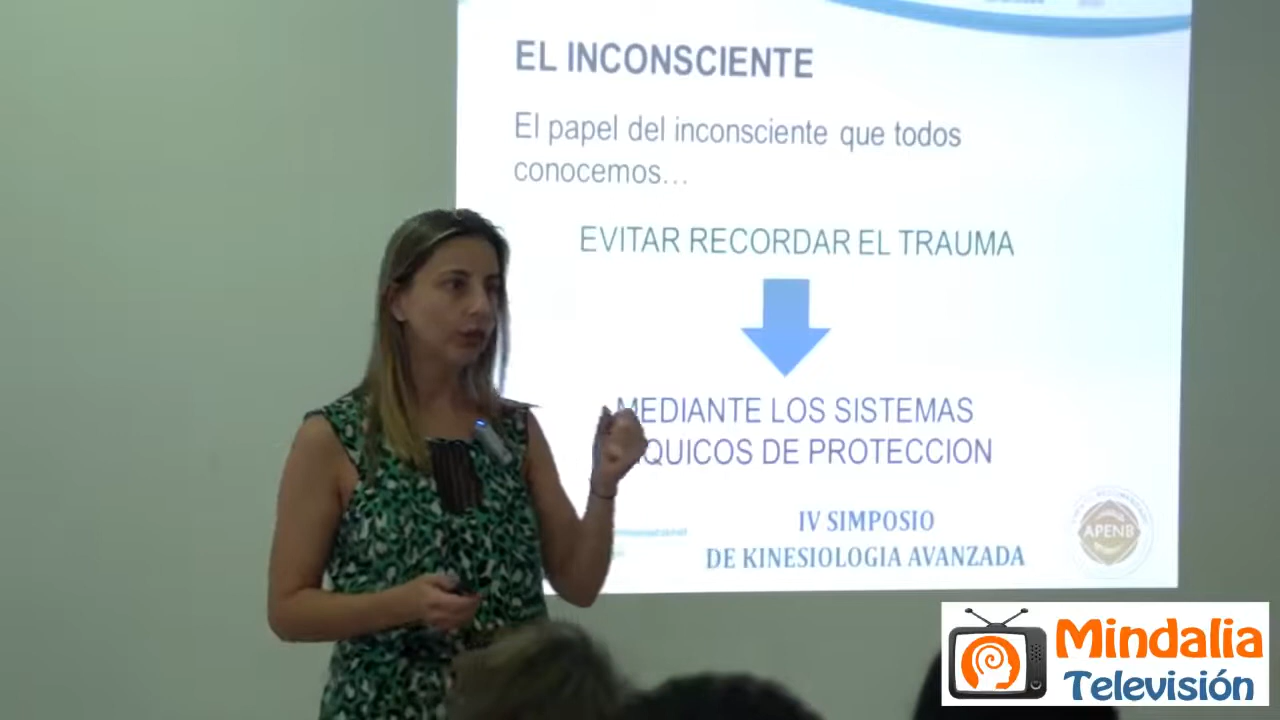 EL INCONSCIENTE
El papel del inconsciente que todos
conocemos...
EVITAR RECORDAR EL TRAUMA
MEDIANTE LOS SISTEMAS
QUICOS DE PROTECCION
IV SIMPOSIO
DE KINESIOLOGIA AVANZADA
APENB
Mindalia
Televisión